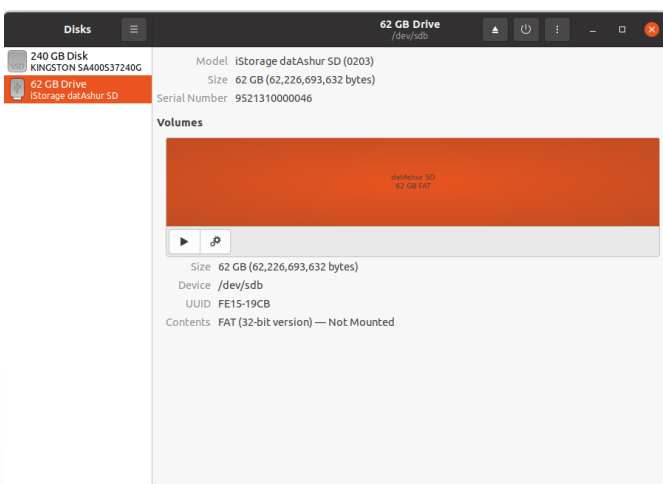 Disks
62 GB Drive
/dev/sdb
240 GB Disk
KINGSTON SA400S37240G
62 GB Drive
iStorage datAshur SD
Model iStorage datAshur SD (0203)
Size 62 GB (62,226,693,632 bytes)
Serial Number 9521310000046
Volumes
datAshur SD
62 GB FAT
Size 62 GB (62,226,693,632 bytes)
Device /dev/sdb
UUID FE15-19CB
Contents FAT (32-bit version) — Not Mounted